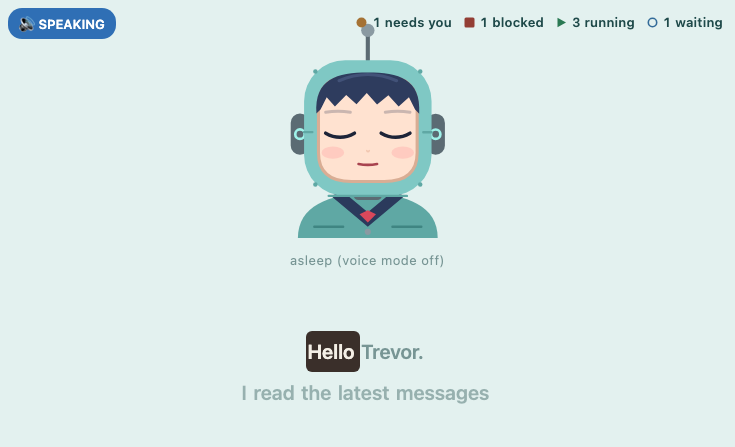 SPEAKING
1 needs you 1 blocked 3 running 1 waiting
asleep (voice mode off)
Hello Trevor.
I read the latest messages